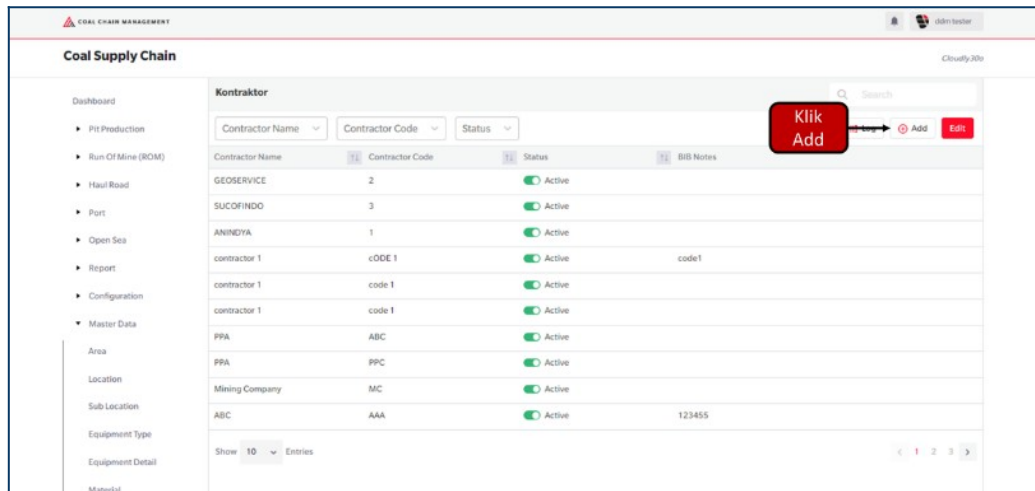 COAL CHAIN MANAGEMENT
ddm tester
Coal Supply Chain
Cloudly, 30o
Dashboard
Pit Production
Run Of Mine (ROM)
Haul Road
Port
Open Sea
Report
Configuration
Master Data
Area
Location
Sub Location
Equipment Type
Equipment Detail
Material
Kontraktor
Search
Contractor Name
Contractor Code
Status
Klik
Add
Log
Add
Edit
Contractor Name Contractor Code Status BIB Notes
GEOSERVICE 2 Active
SUCOFINDO 3 Active
ANINDYA 1 Active
contractor 1 cODE 1 Active code1
contractor 1 code 1 Active
contractor 1 code 1 Active
PPA ABC Active
PPA PPC Active
Mining Company MC Active
ABC AAA Active 123455
Show 10 Entries
1 2 3